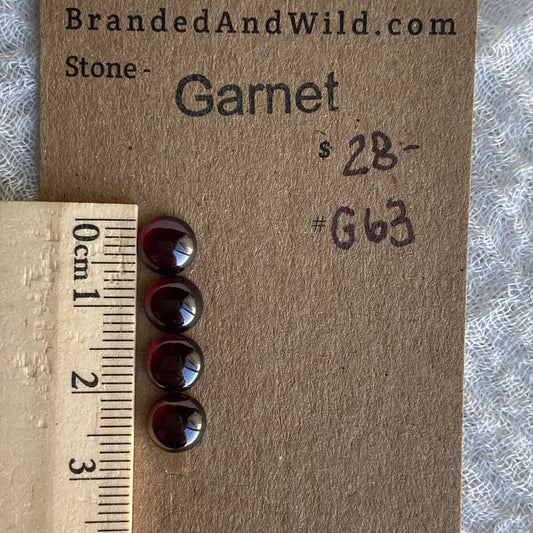 BrandedAndWild.com
Stone - Garnet
$ 28-
# G63
0cm
1
2
3